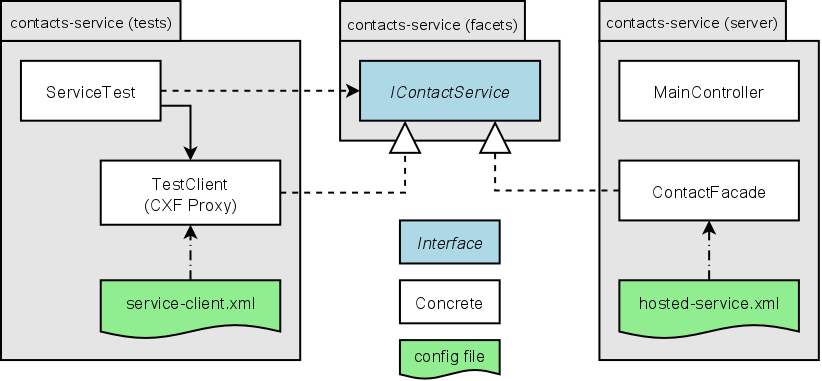 contacts-service (tests)
contacts-service (facets)
contacts-service (server)
ServiceTest
IContactService
MainController
TestClient
(CXF Proxy)
ContactFacade
Interface
service-client.xml
Concrete
hosted-service.xml
config file